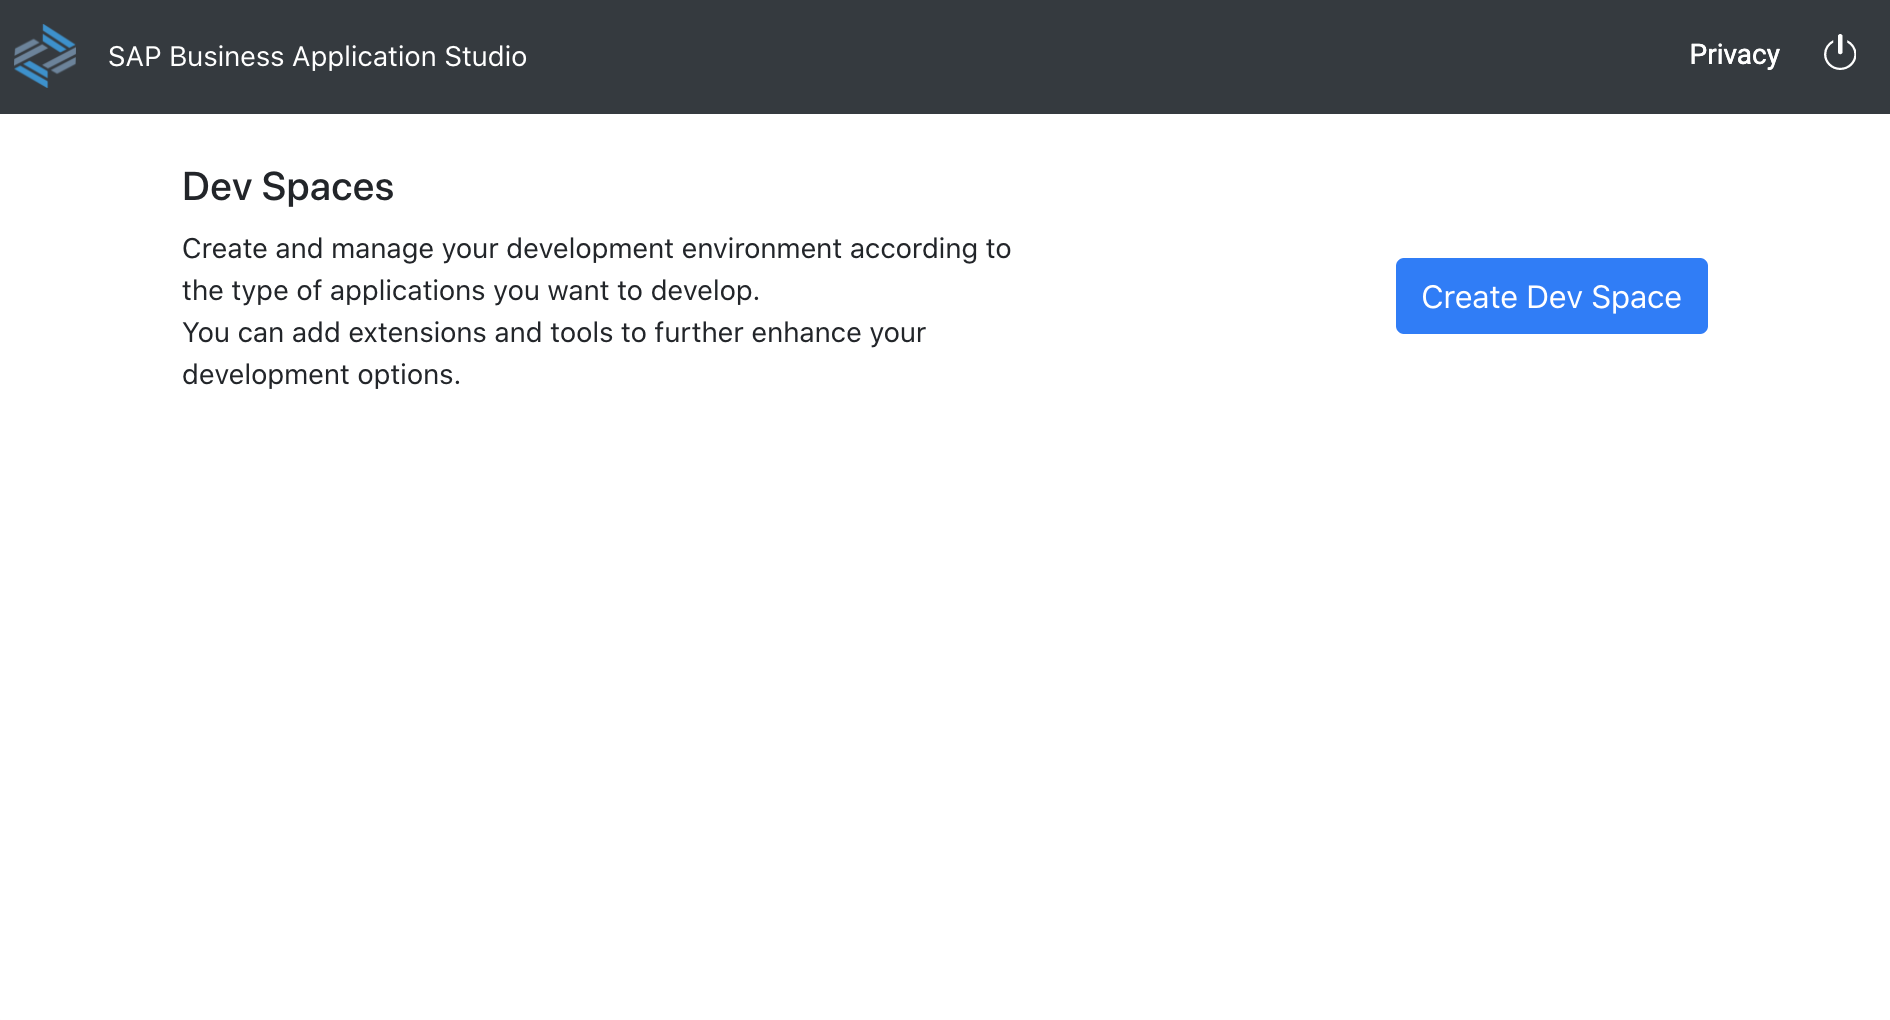 SAP Business Application Studio
Privacy
Dev Spaces
Create and manage your development environment according to
the type of applications you want to develop.
You can add extensions and tools to further enhance your
development options.
Create Dev Space